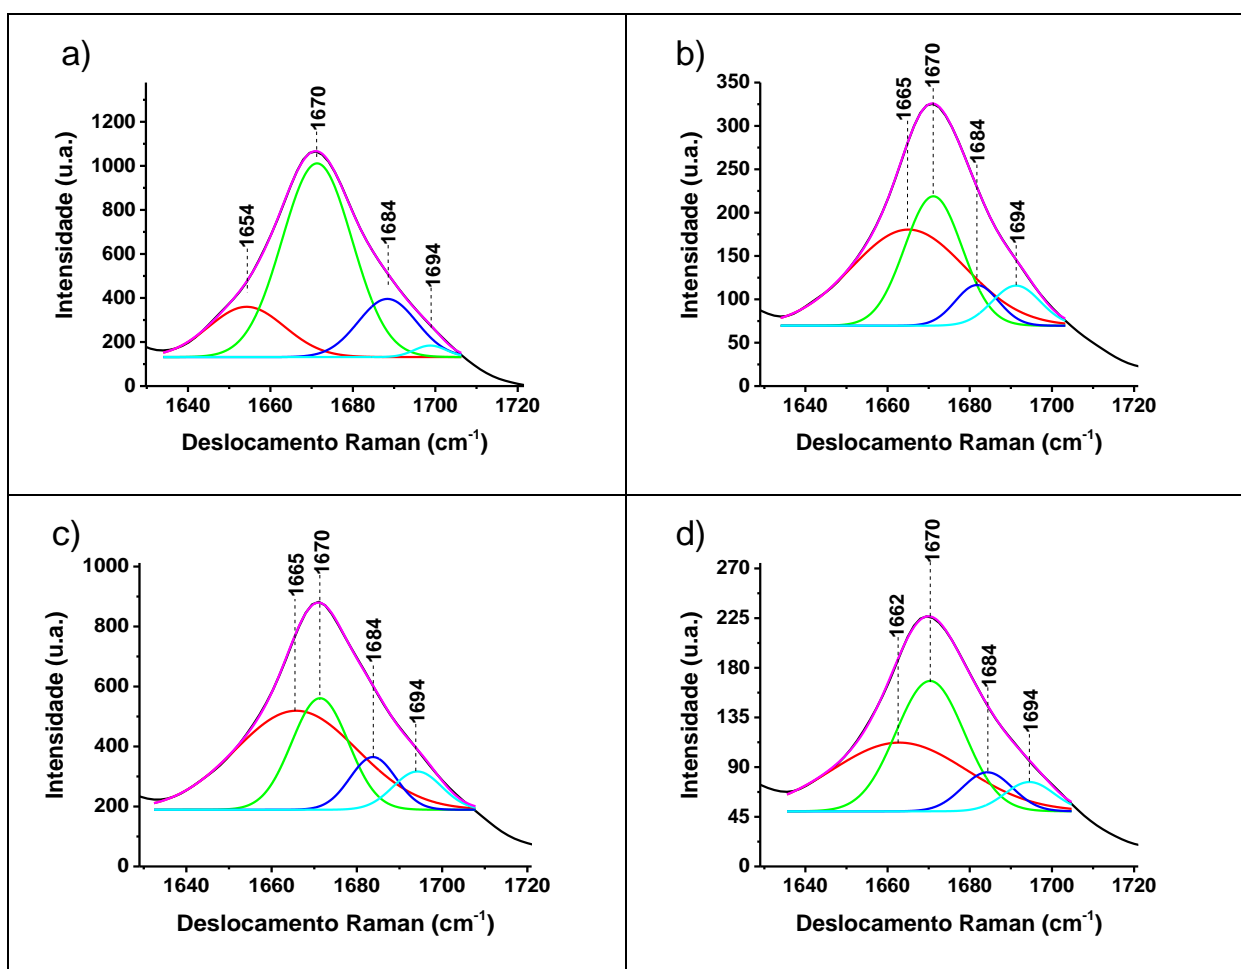 a)
1670
1654
1684
1694
1200
1000
800
600
400
200
0
Intensidade (u.a.)
1640 1660 1680 1700 1720
Deslocamento Raman (cm-1)
b)
1665
1670
1684
1694
350
300
250
200
150
100
50
0
Intensidade (u.a.)
1640 1660 1680 1700 1720
Deslocamento Raman (cm-1)
c)
1665
1670
1684
1694
1000
800
600
400
200
0
Intensidade (u.a.)
1640 1660 1680 1700 1720
Deslocamento Raman (cm-1)
d)
1670
1662
1684
1694
270
225
180
135
90
45
0
Intensidade (u.a.)
1640 1660 1680 1700 1720
Deslocamento Raman (cm-1)